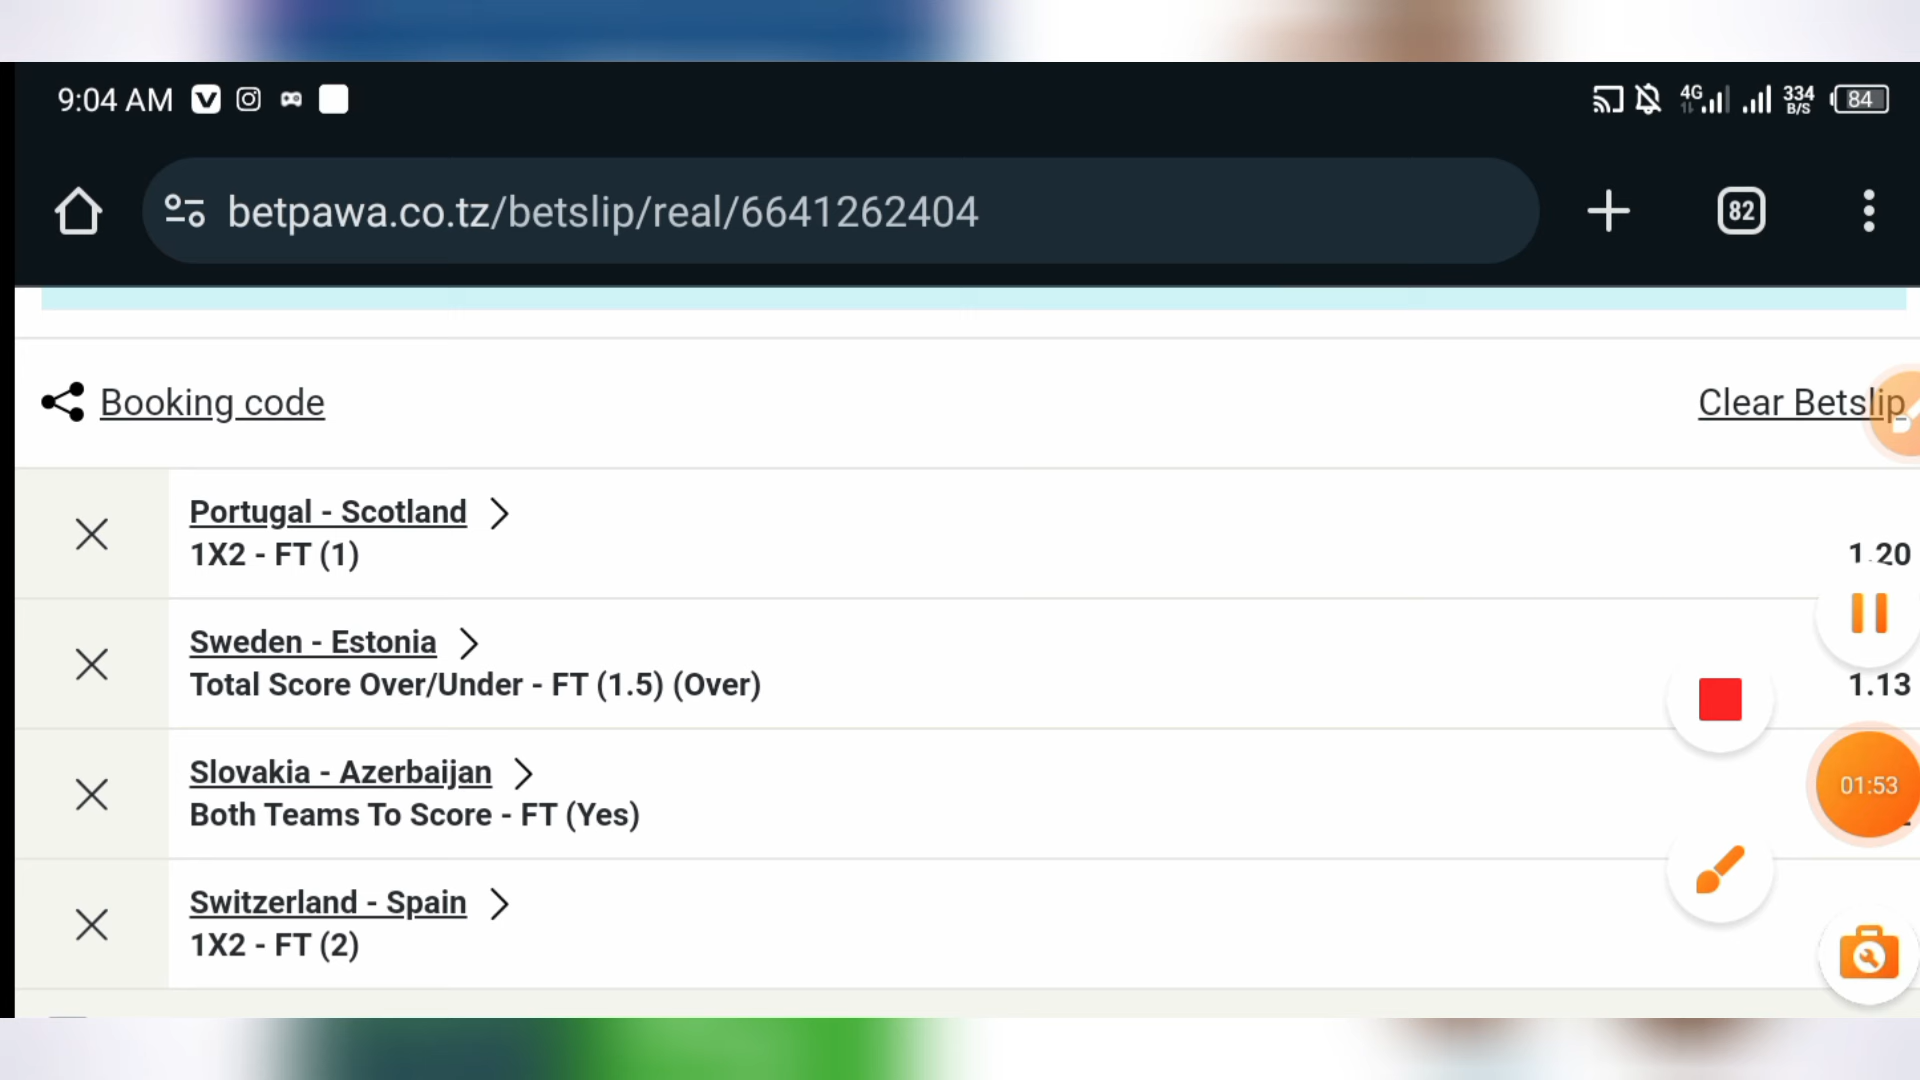 9:04 AM
4G
334
B/S
84
betpawa.co.tz/betslip/real/6641262404
82
Booking code
Clear Betslip
Portugal - Scotland
1X2 - FT (1)
1.20
Sweden - Estonia
Total Score Over/Under - FT (1.5) (Over)
1.13
Slovakia - Azerbaijan
01:53
Both Teams To Score - FT (Yes)
Switzerland - Spain
1X2 - FT (2)